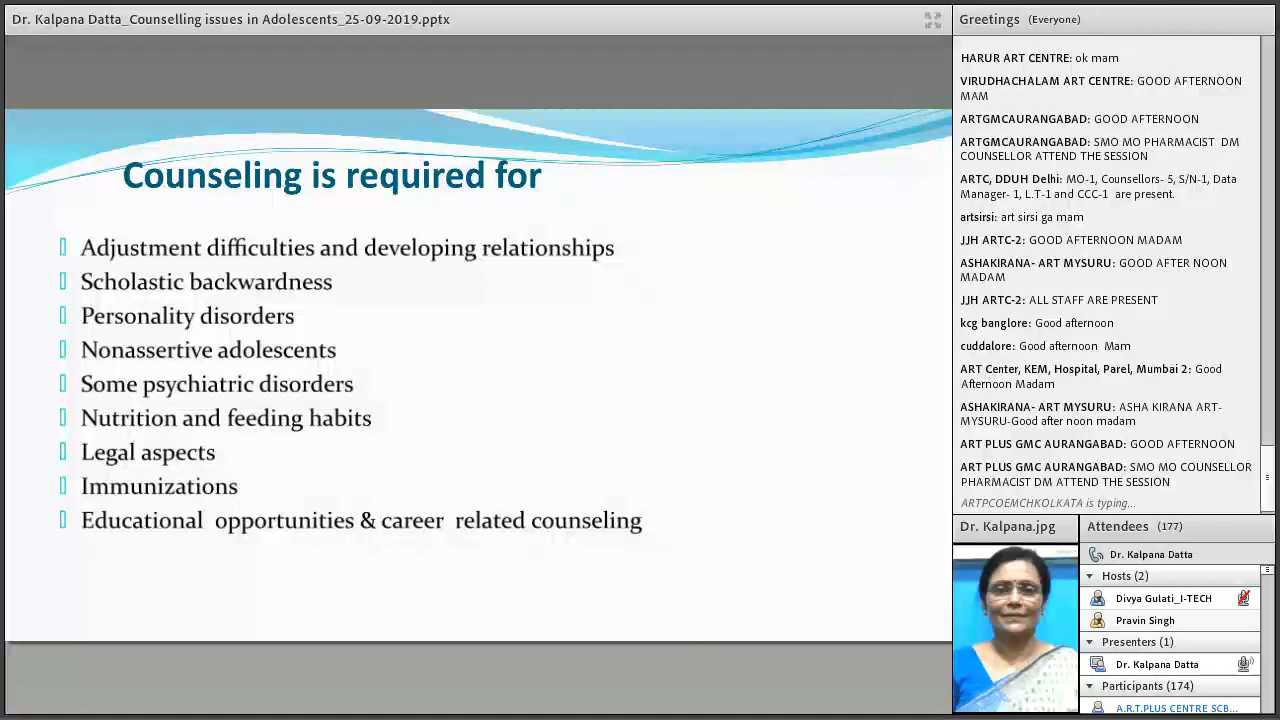 Dr. Kalpana Datta_Counselling issues in Adolescents_25-09-2019.pptx
Counseling is required for
Adjustment difficulties and developing relationships
Scholastic backwardness
Personality disorders
Nonassertive adolescents
Some psychiatric disorders
Nutrition and feeding habits
Legal aspects
Immunizations
Educational  opportunities & career  related counseling
Greetings (Everyone)
HARUR ART CENTRE: ok mam
VIRUDHACHALAM ART CENTRE: GOOD AFTERNOON
MAM
ARTGMCAURANGABAD: GOOD AFTERNOON
ARTGMCAURANGABAD: SMO MO PHARMACIST  DM
COUNSELLOR ATTEND THE SESSION
ARTC, DDUH Delhi: MO-1, Counsellors- 5, S/N-1, Data
Manager- 1, L.T-1 and CCC-1  are present.
artsirsi: art sirsi ga mam
JJH ARTC-2: GOOD AFTERNOON MADAM
ASHAKIRANA- ART MYSURU: GOOD AFTER NOON
MADAM
JJH ARTC-2: ALL STAFF ARE PRESENT
kcg banglore: Good afternoon
cuddalore: Good afternoon  Mam
ART Center, KEM, Hospital, Parel, Mumbai 2: Good
Afternoon Madam
ASHAKIRANA- ART MYSURU: ASHA KIRANA ART-
MYSURU-Good after noon madam
ART PLUS GMC AURANGABAD: GOOD AFTERNOON
ART PLUS GMC AURANGABAD: SMO MO COUNSELLOR
PHARMACIST DM ATTEND THE SESSION
ARTPCOEMCHKOLKATA is typing...
Dr. Kalpana.jpg
Attendees (177)
Dr. Kalpana Datta
Hosts (2)
Divya Gulati_I-TECH
Pravin Singh
Presenters (1)
Dr. Kalpana Datta
Participants (174)
A.R.T.PLUS CENTRE SCB...